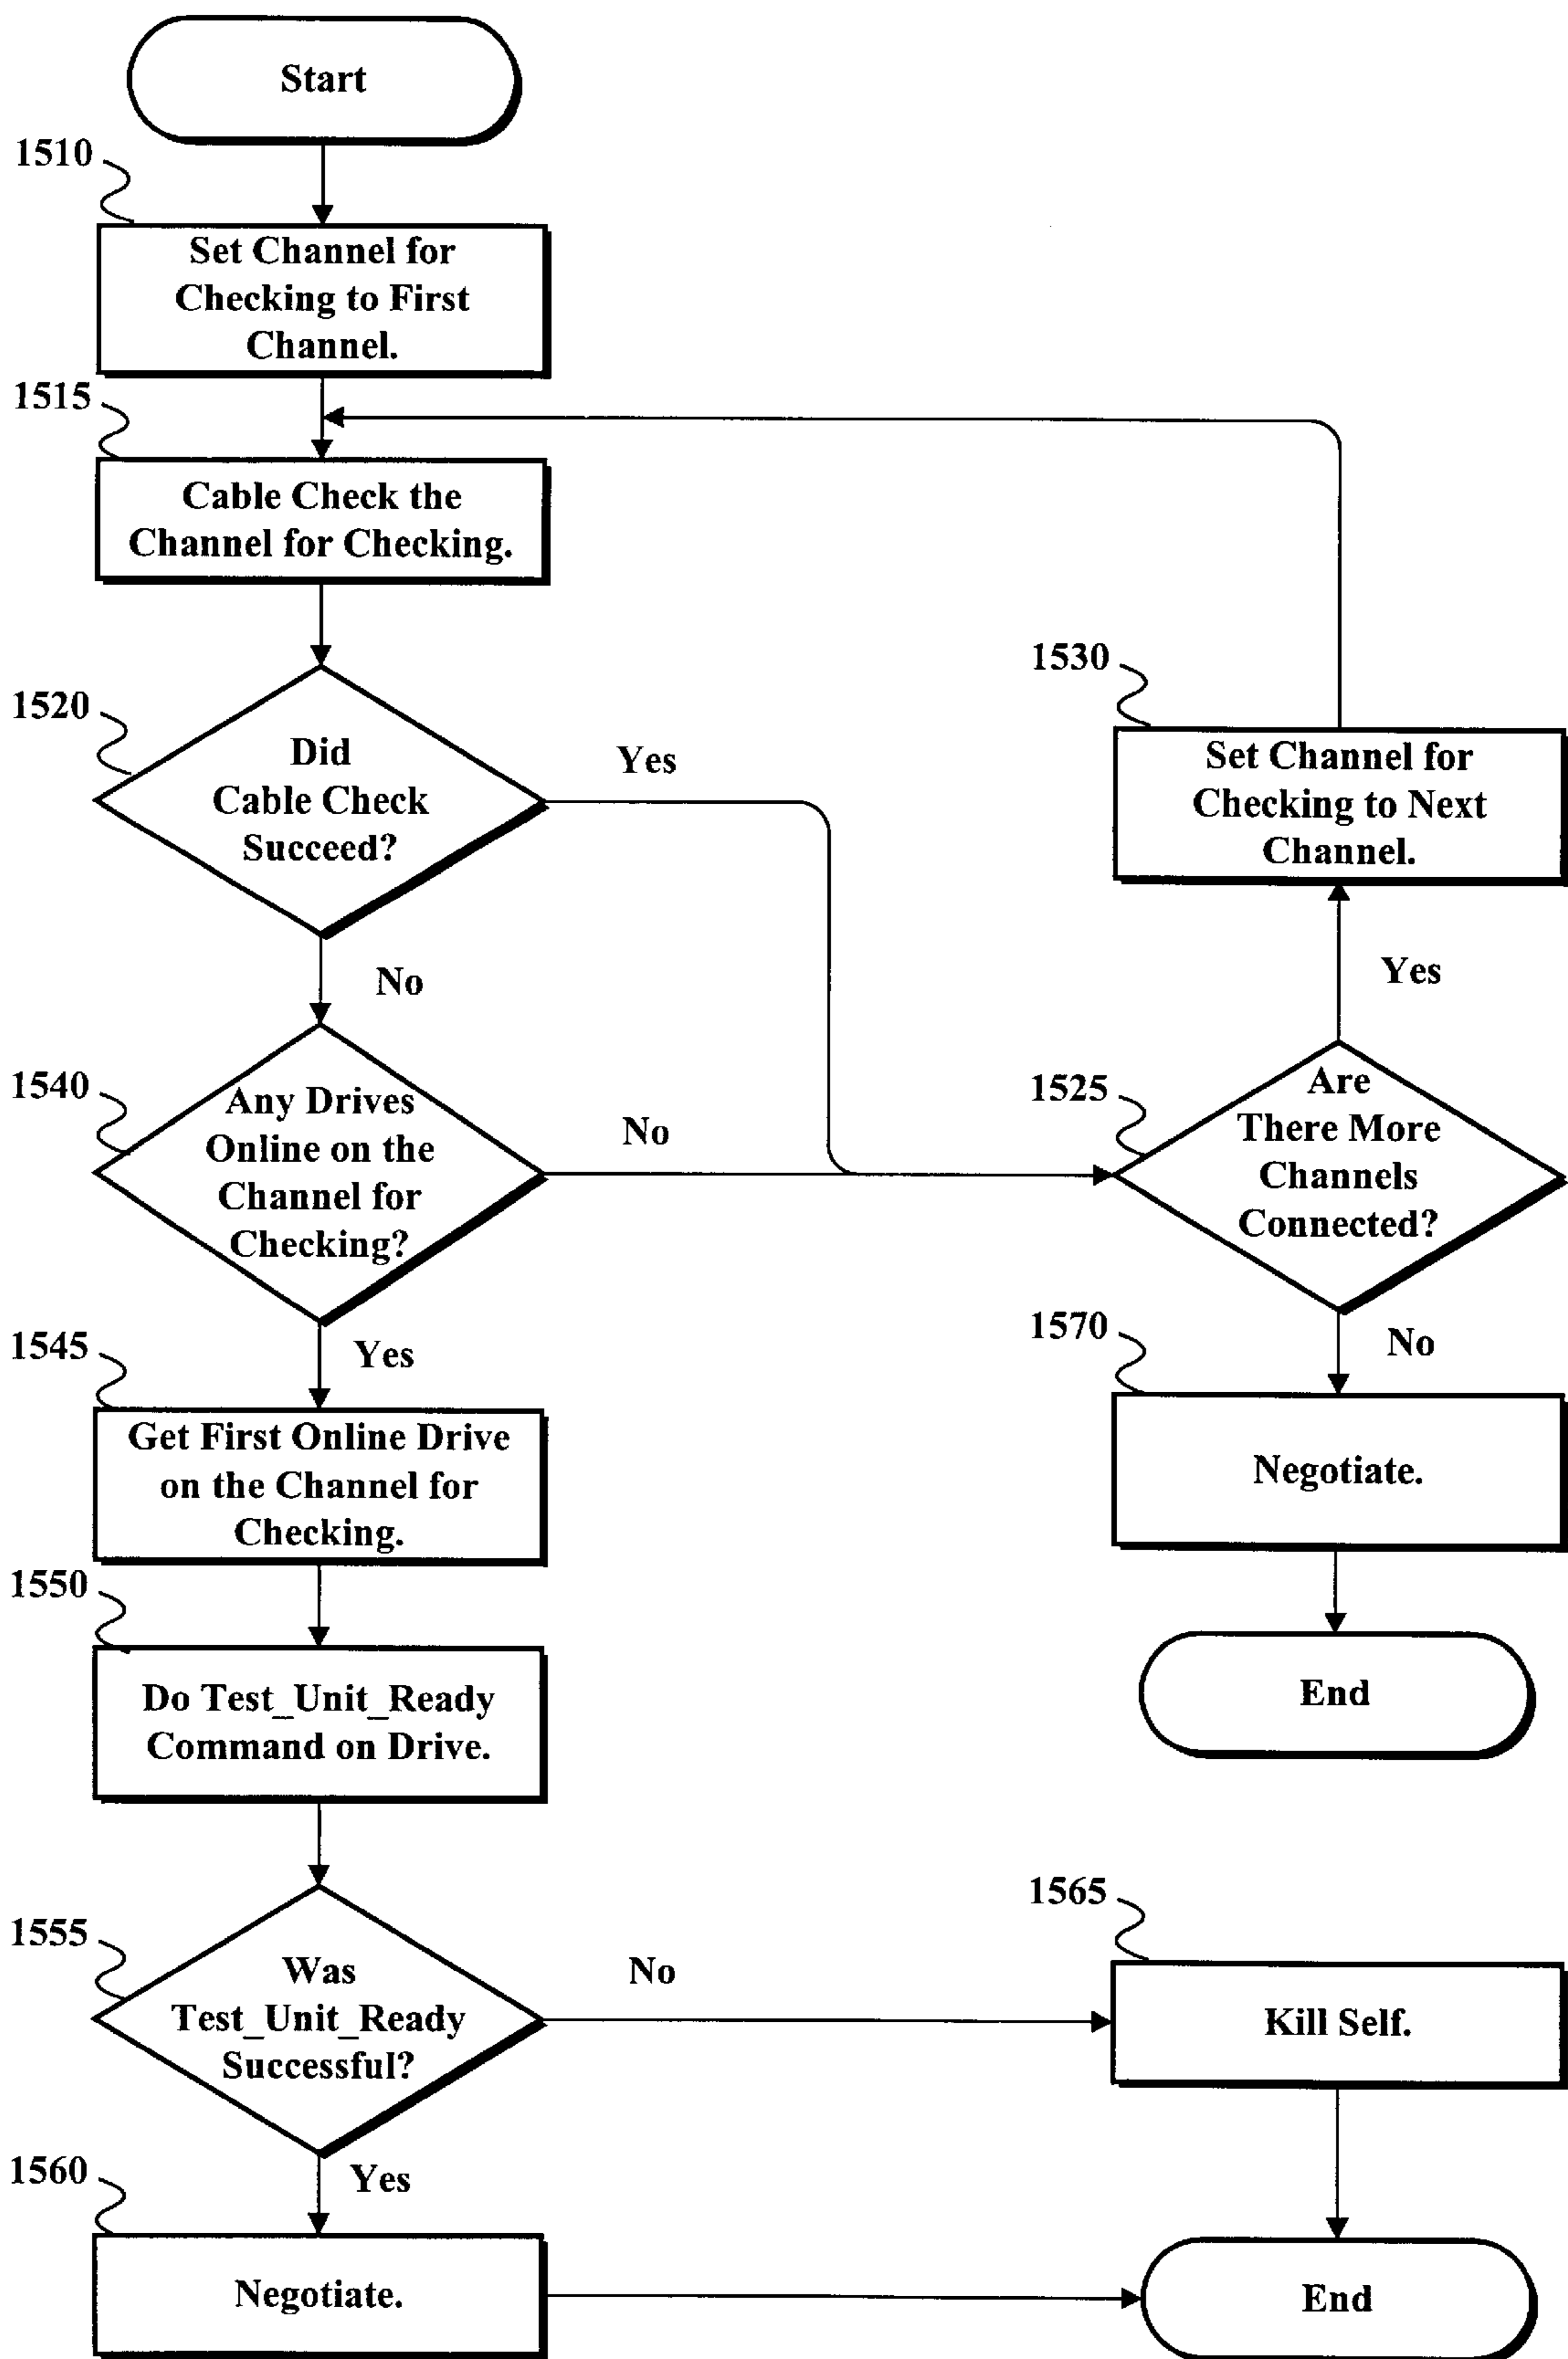 Start
1510
Set Channel for
Checking to First
Channel.
1515
Cable Check the
Channel for Checking.
1520
Did
Cable Check
Succeed?
Yes
No
1530
Set Channel for
Checking to Next
Channel.
Yes
1540
Any Drives
Online on the
Channel for
Checking?
No
Yes
1525
Are
There More
Channels
Connected?
No
1545
Get First Online Drive
on the Channel for
Checking.
1570
Negotiate.
End
1550
Do Test_Unit_Ready
Command on Drive.
1555
Was
Test_Unit_Ready
Successful?
No
Yes
1565
Kill Self.
1560
Negotiate.
End